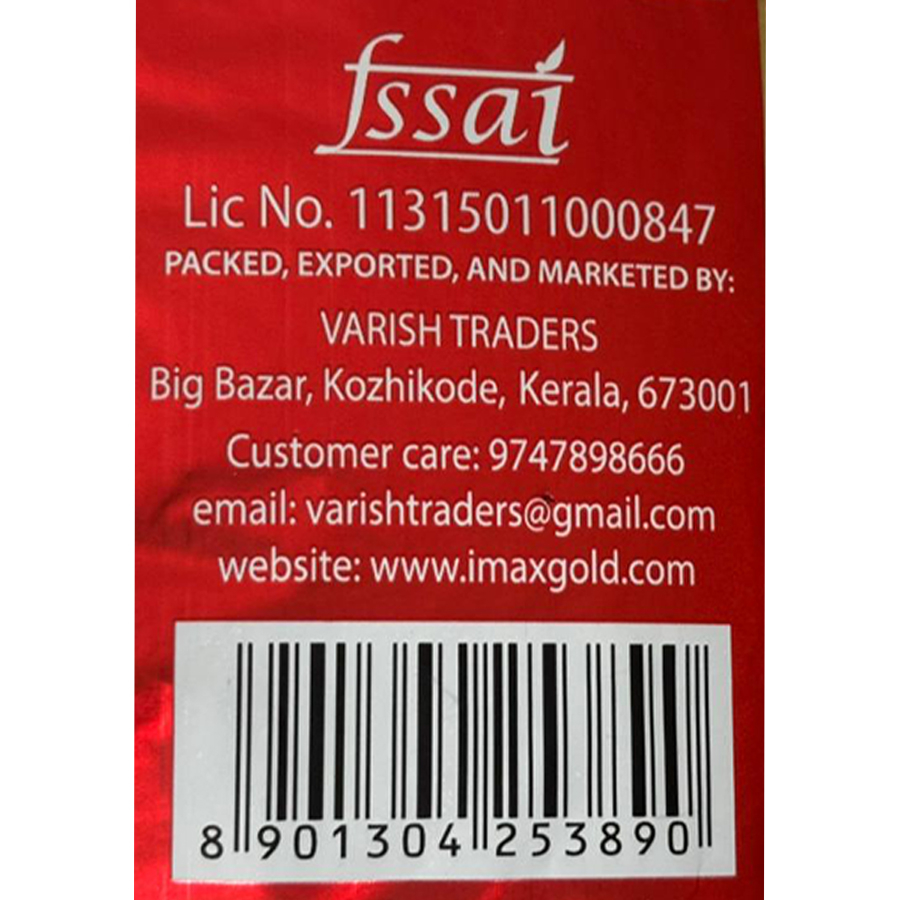 fssai
Lic No. 11315011000847
PACKED, EXPORTED, AND MARKETED BY:
VARISH TRADERS
Big Bazar, Kozhikode, Kerala, 673001
Customer care: 9747898666
email: varishtraders@gmail.com
website: www.imaxgold.com
8 901304 253890